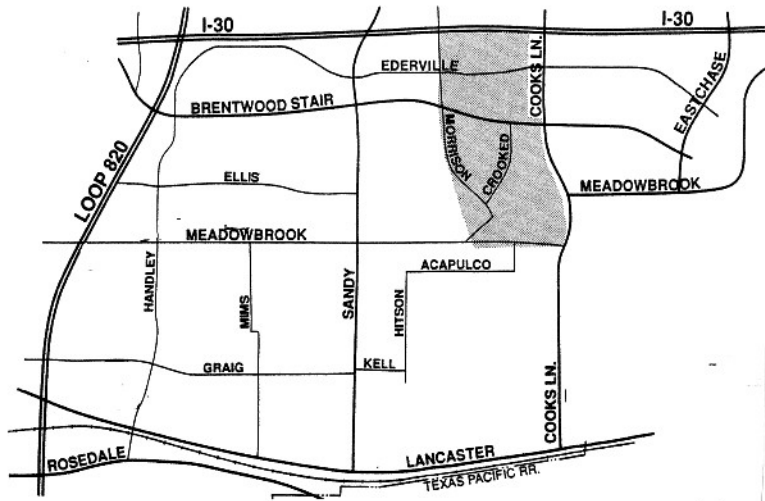 I-30
I-30
COOKS LN.
EDERVILLE
EASTCHASE
BRENTWOOD STAIR
MORRISON
CROOKED
LOOP 820
ELLIS
MEADOWBROOK
MEADOWBROOK
ACAPULCO
HANDLEY
MIMS
SANDY
HITSON
GRAIG
KELL
COOKS LN.
ROSEDALE
LANCASTER
TEXAS PACIFIC RR.